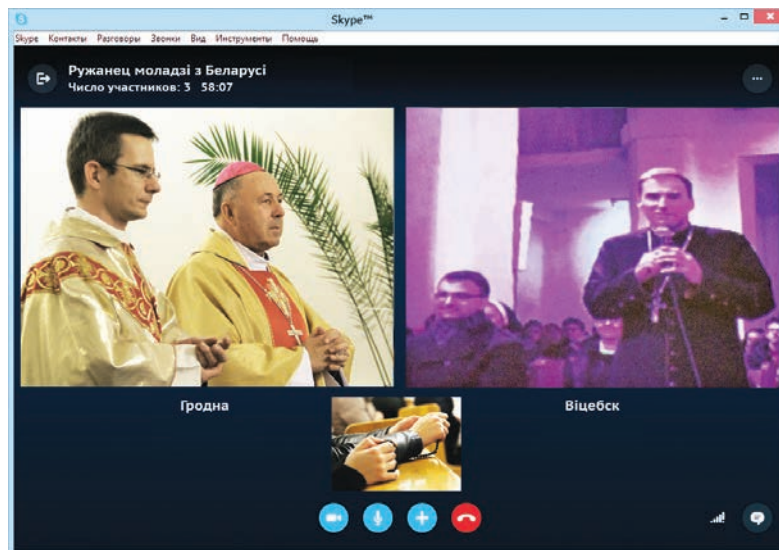 Skype™
Skype Контакты Разговоры Звонки Вид Инструменты Помощь
Ружанец моладзі з Беларусі
Число участников: 3 58:07
Гродна
Віцебск